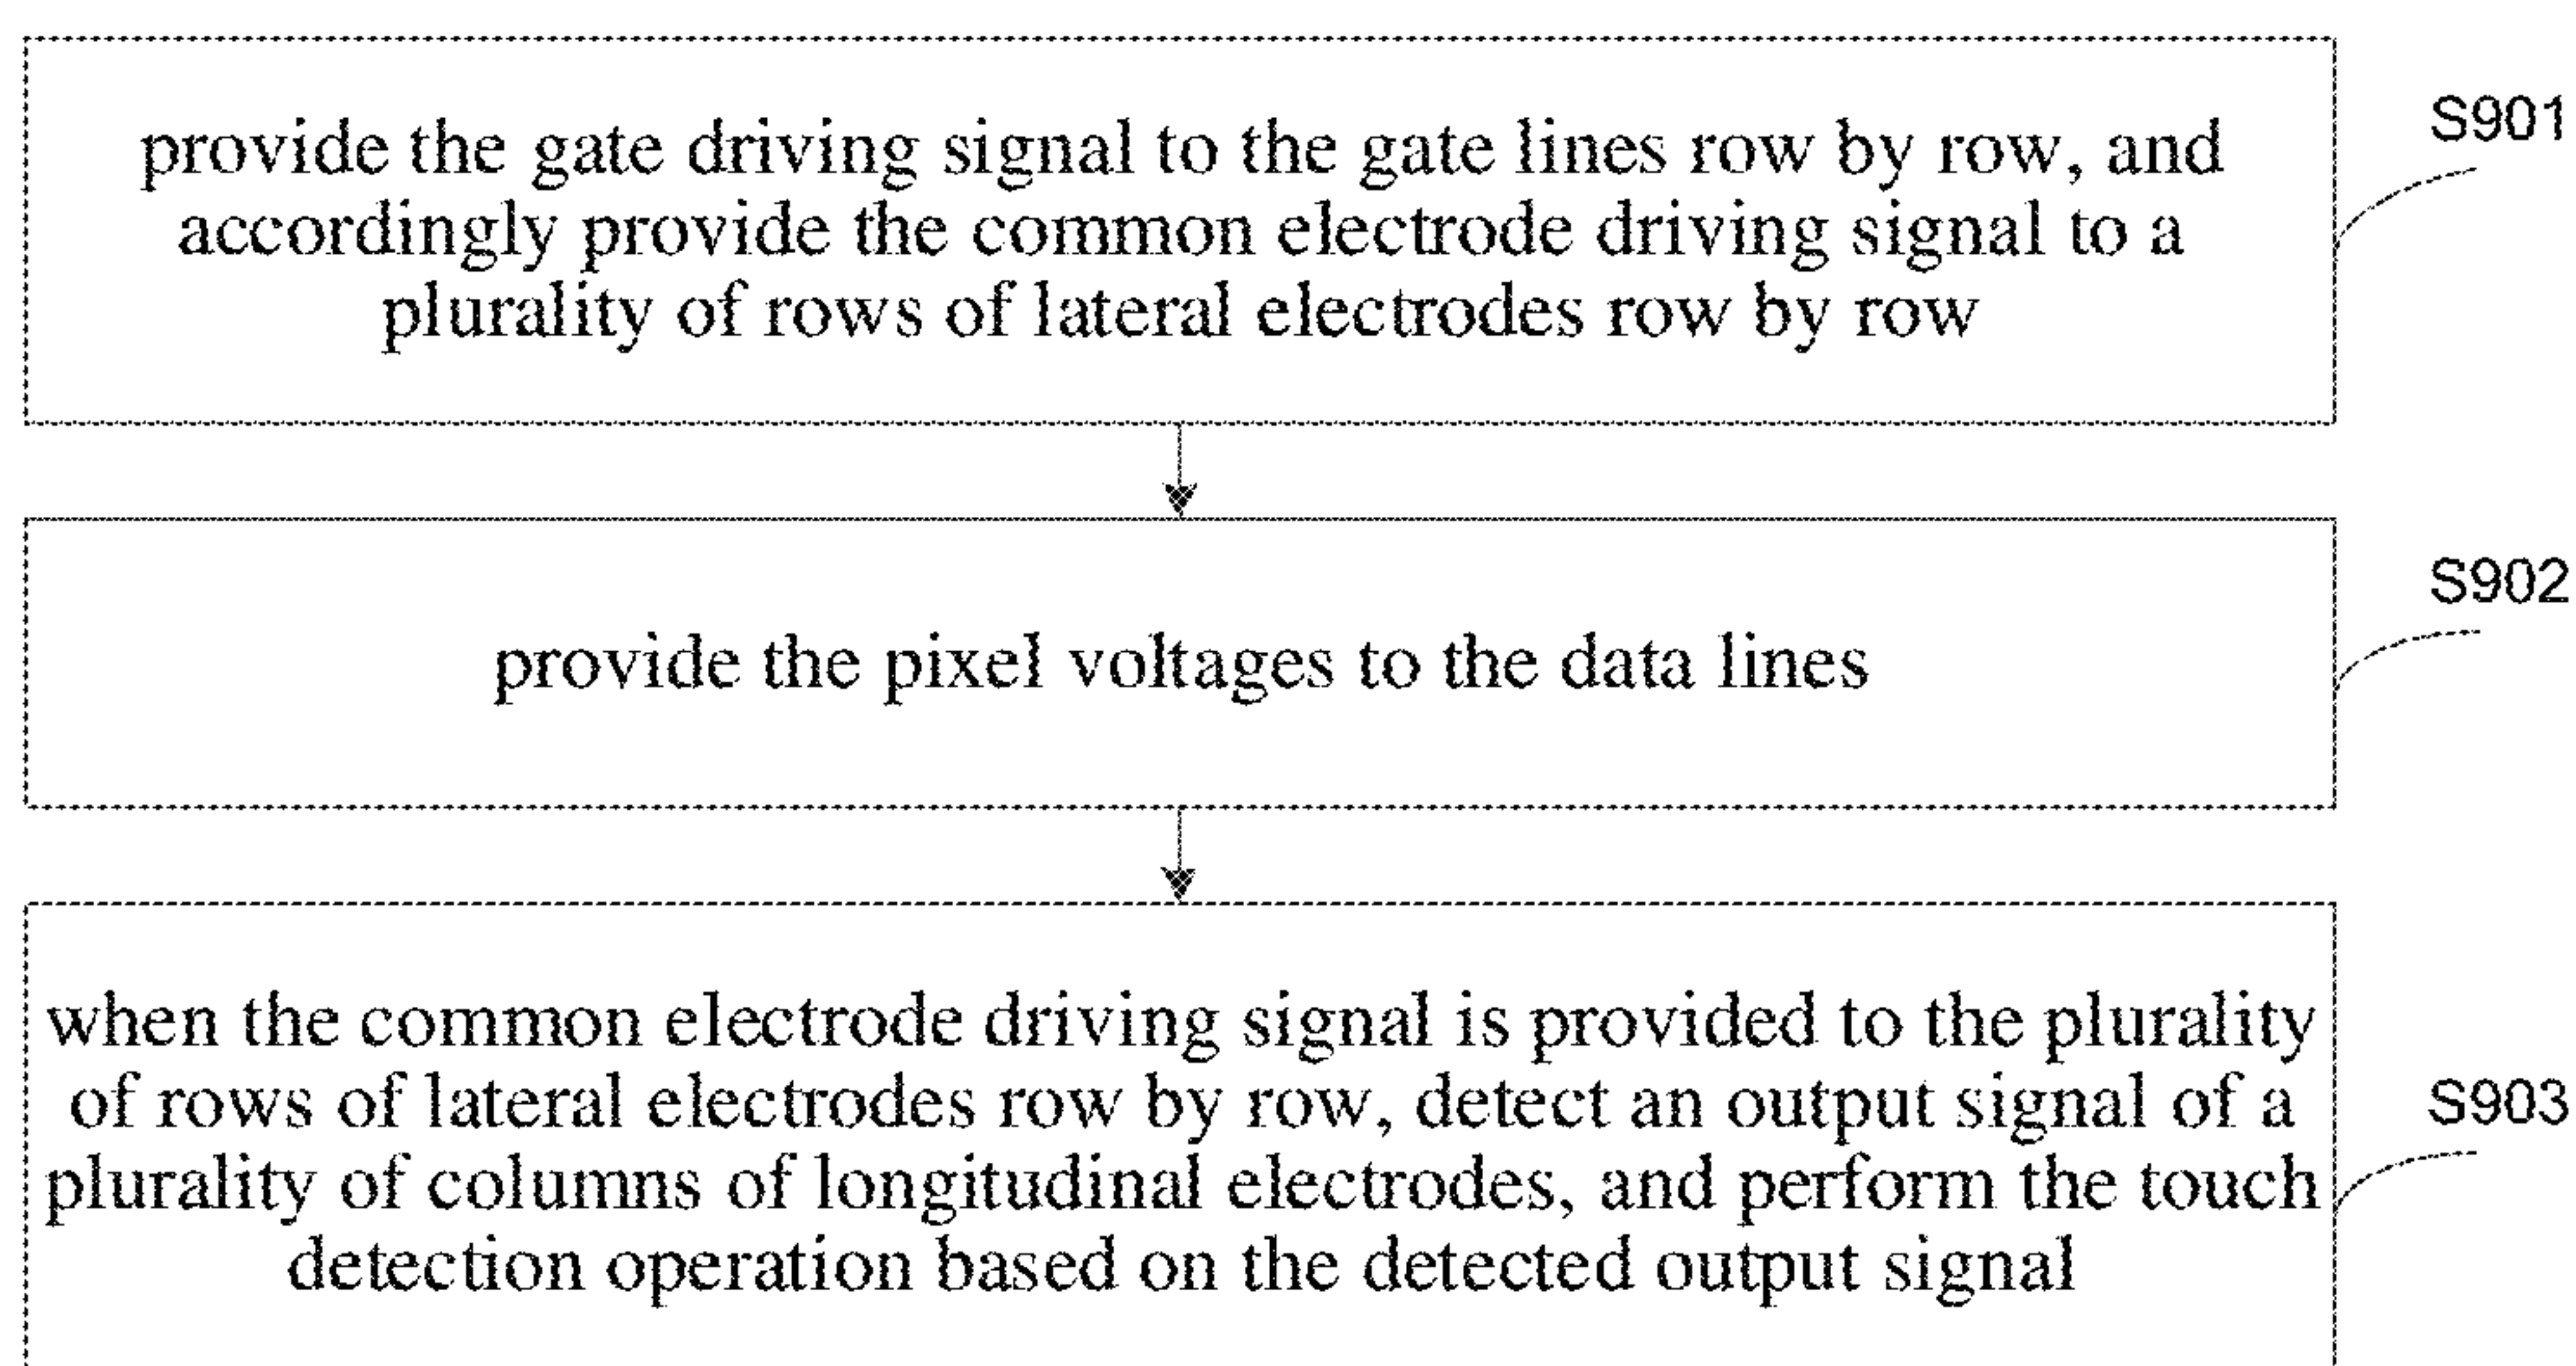 provide the gate driving signal to the gate lines row by row, and
accordingly provide the common electrode driving signal to a
plurality of rows of lateral electrodes row by row
S901
provide the pixel voltages to the data lines
S902
when the common electrode driving signal is provided to the plurality
of rows of lateral electrodes row by row, detect an output signal of a
plurality of columns of longitudinal electrodes, and perform the touch
detection operation based on the detected output signal
S903